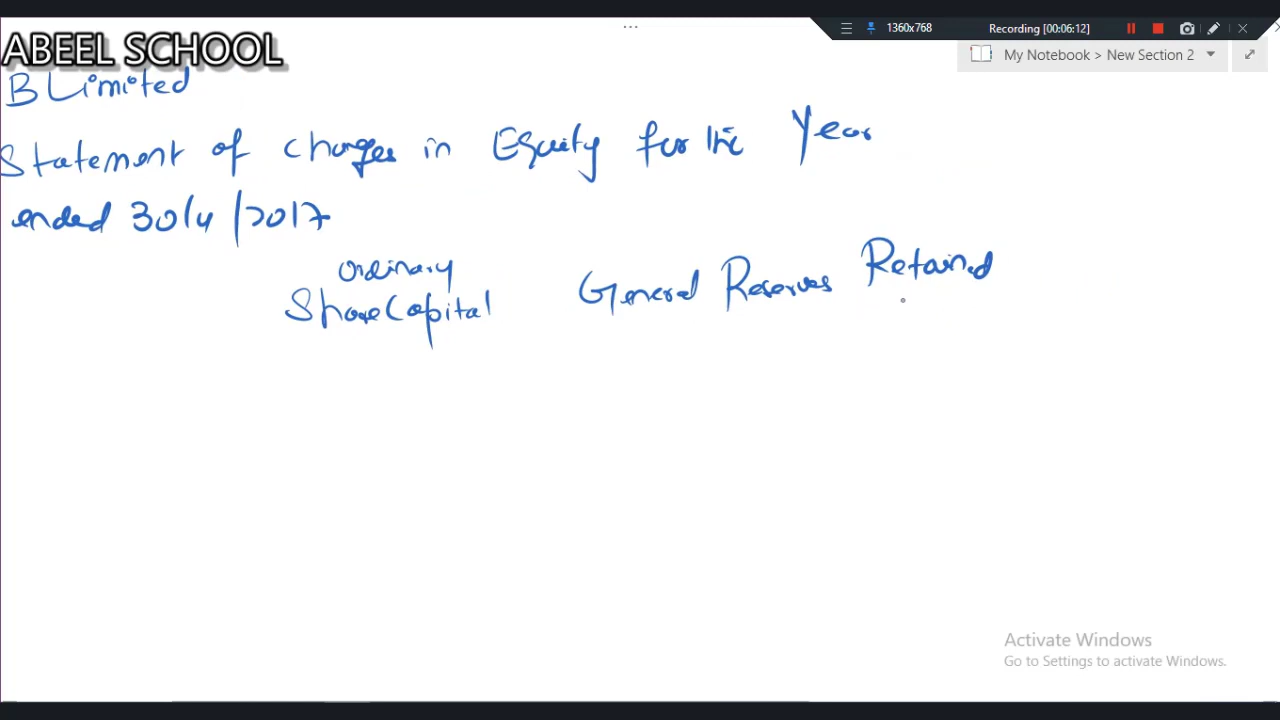 1360x768
Recording [00:06:12]
ABEEL SCHOOL
My Notebook > New Section 2
B Limited
Statement of changes in Equity for the Year
ended 30/4/2017
ordinary
Share Capital General Reserves Retained
Activate Windows
Go to Settings to activate Windows.